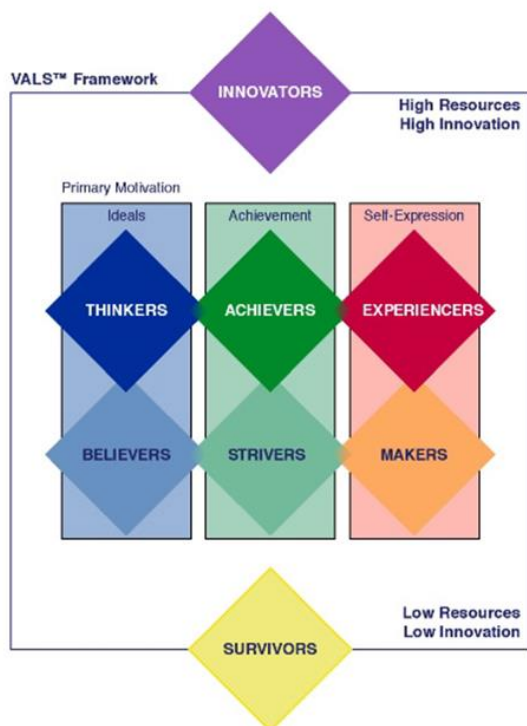 VALS™ Framework
INNOVATORS
High Resources
High Innovation
Primary Motivation
Ideals
Achievement
Self-Expression
THINKERS
ACHIEVERS
EXPERIENCERS
BELIEVERS
STRIVERS
MAKERS
Low Resources
Low Innovation
SURVIVORS